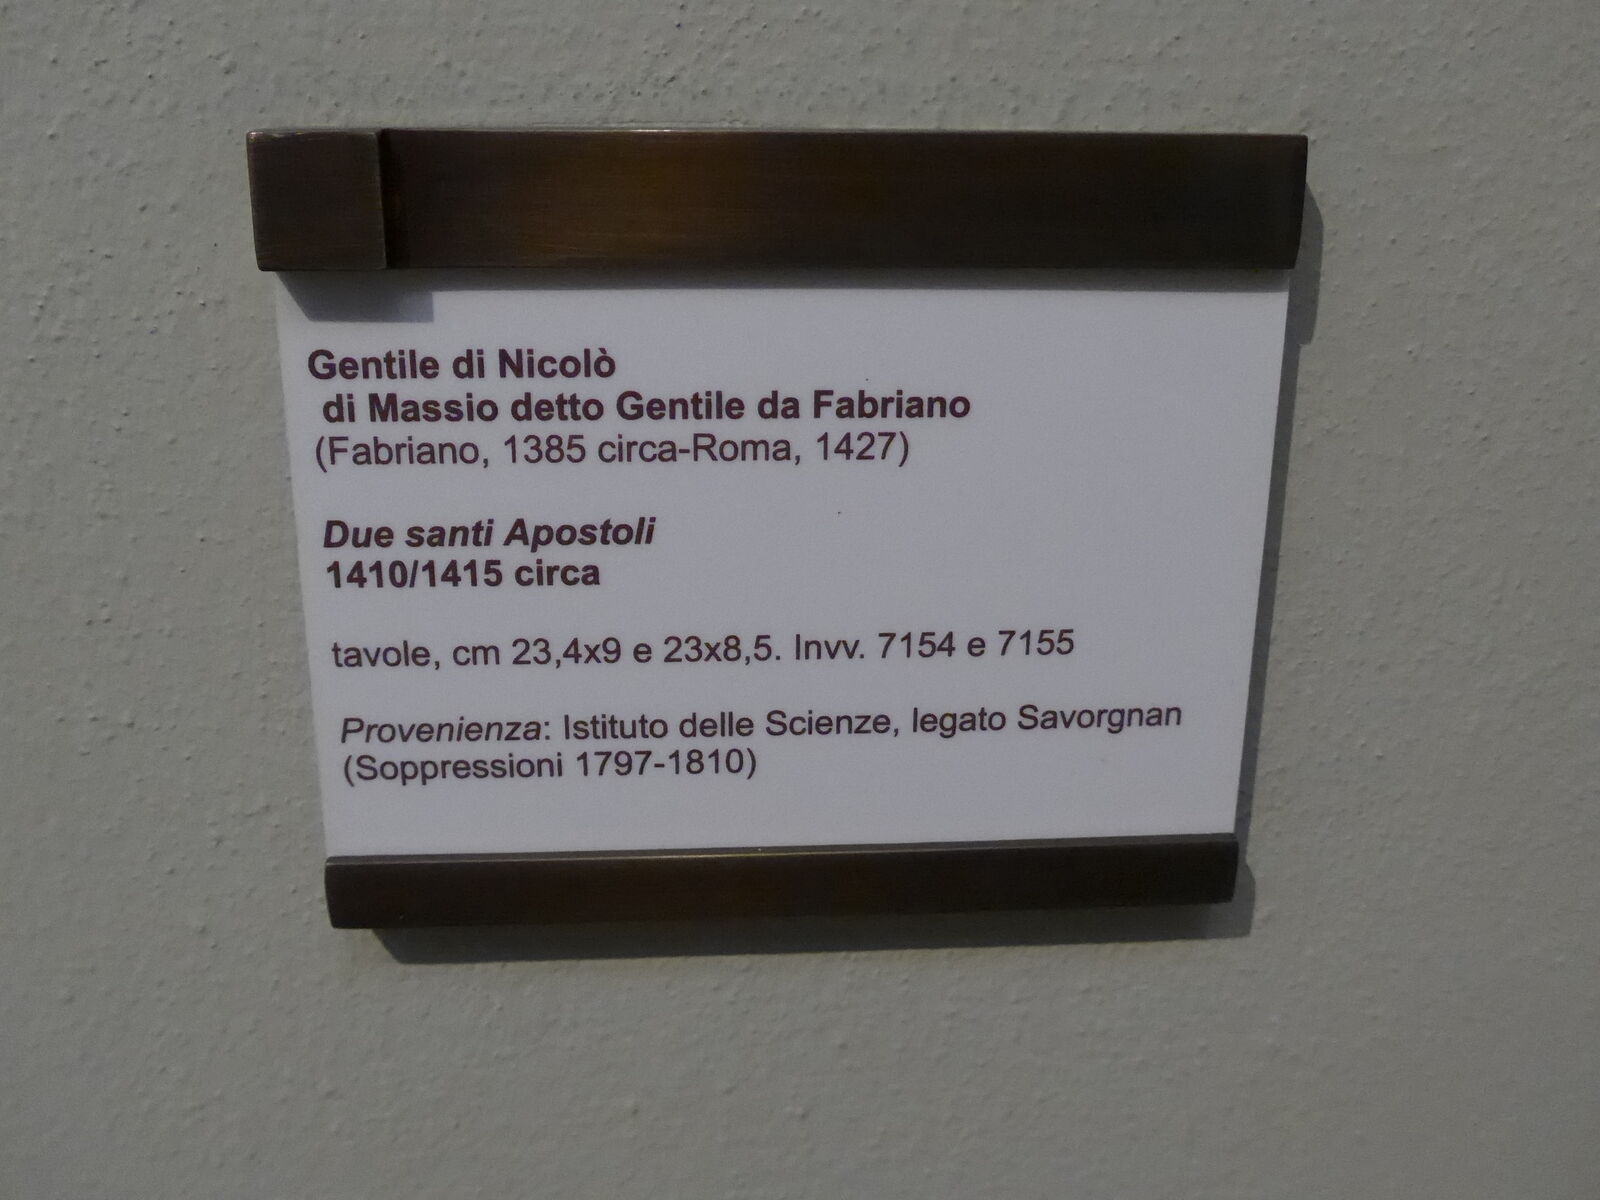 Gentile di Nicolò
di Massio detto Gentile da Fabriano
(Fabriano, 1385 circa-Roma, 1427)
Due santi Apostoli
1410/1415 circa
tavole, cm 23,4x9 e 23x8,5. Invv. 7154 e 7155
Provenienza: Istituto delle Scienze, legato Savorgnan
(Soppressioni 1797-1810)